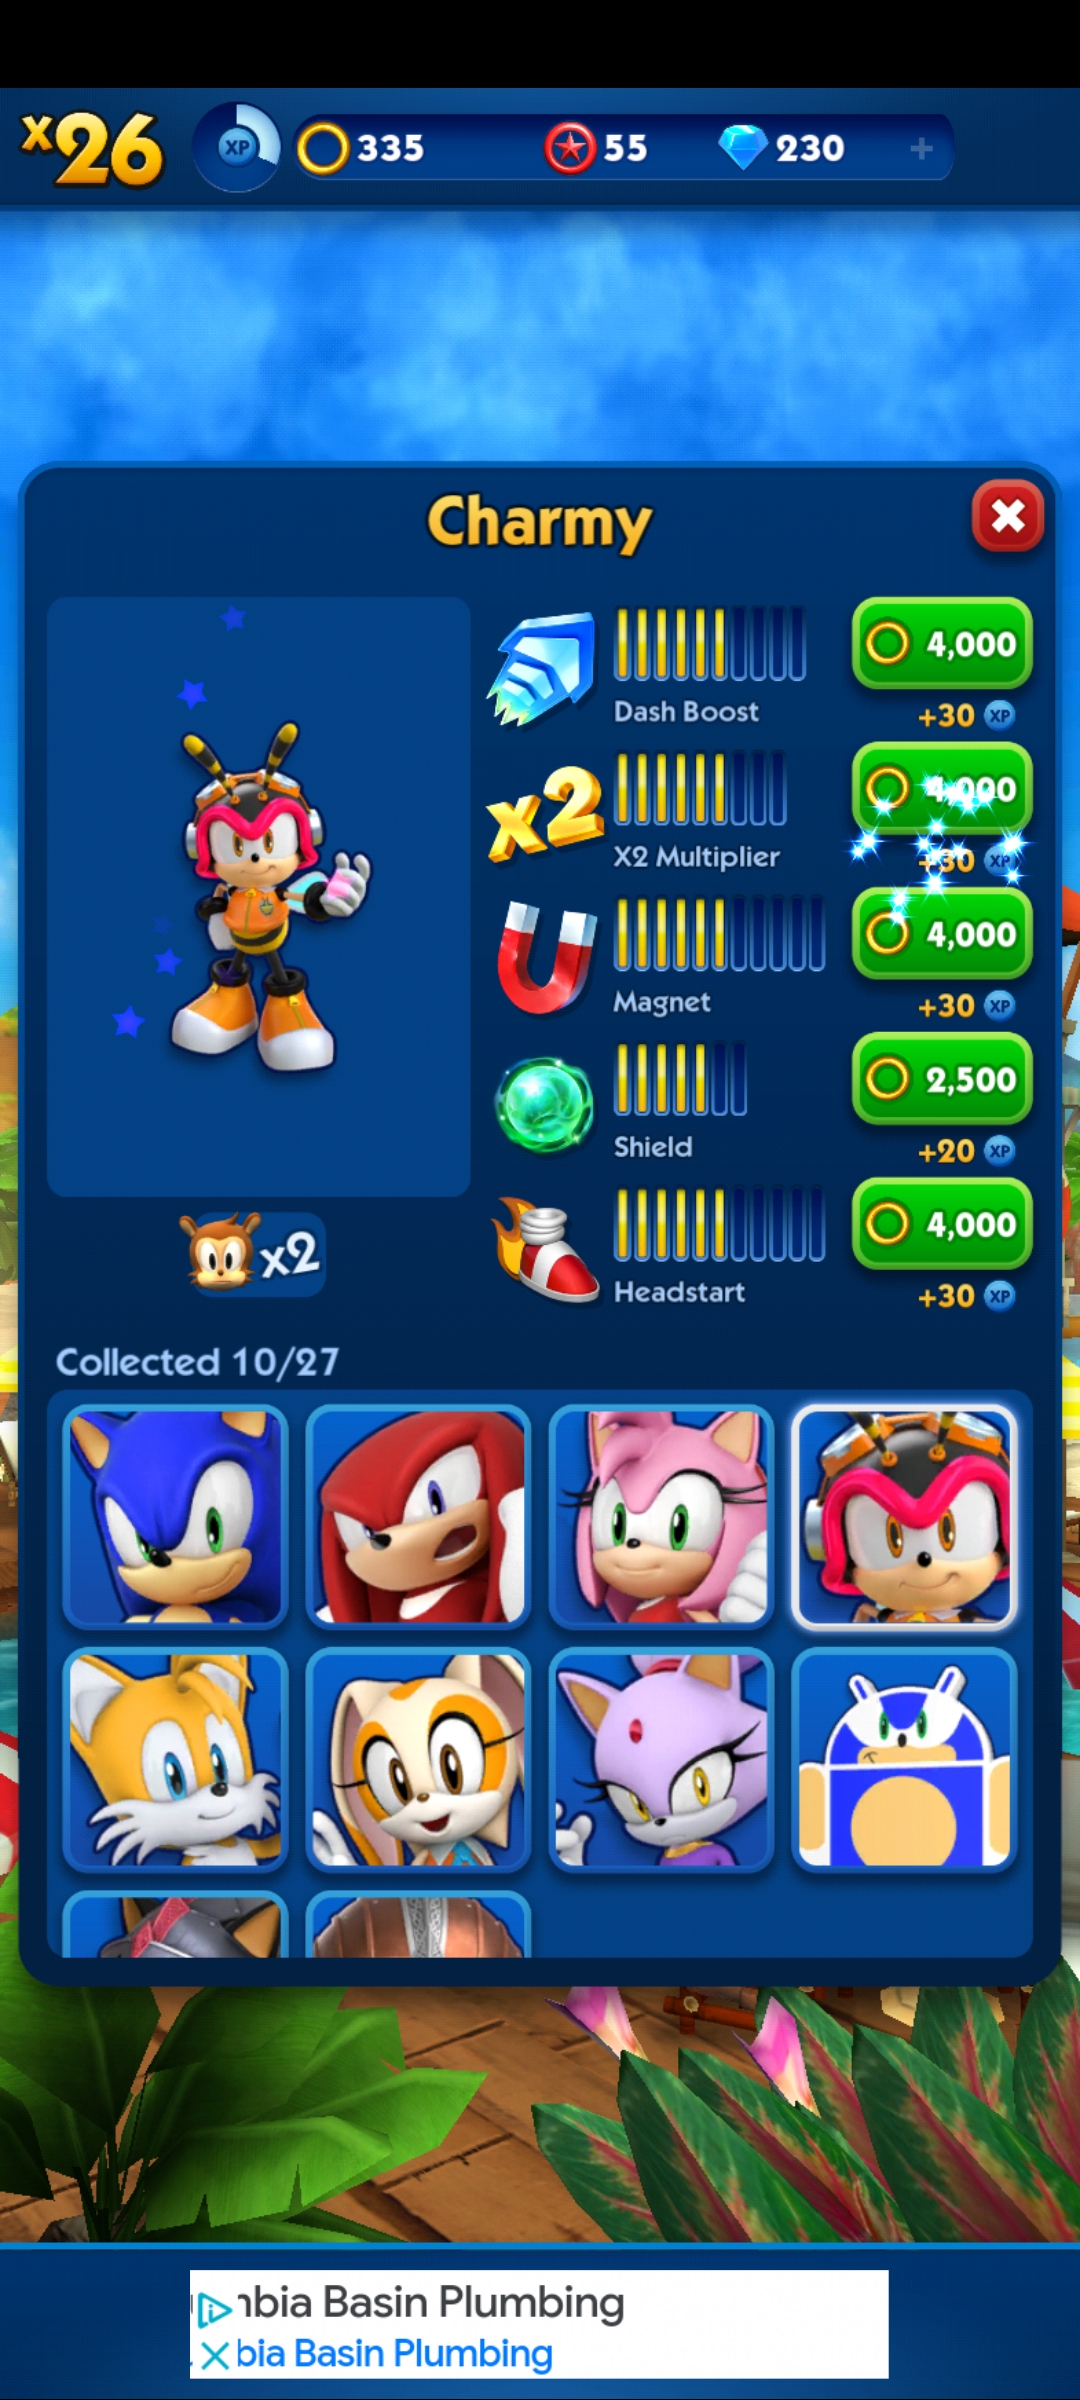 x26 XP 335 55 230 +
Charmy
4,000
Dash Boost
+30 XP
x2
4,000
X2 Multiplier
+30 XP
4,000
Magnet
+30 XP
2,500
Shield
+20 XP
x2
4,000
Headstart
+30 XP
Collected 10/27
bia Basin Plumbing
bia Basin Plumbing